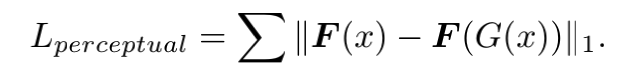 L_{perceptual} = ∑ ‖F(x) − F(G(x))‖₁.